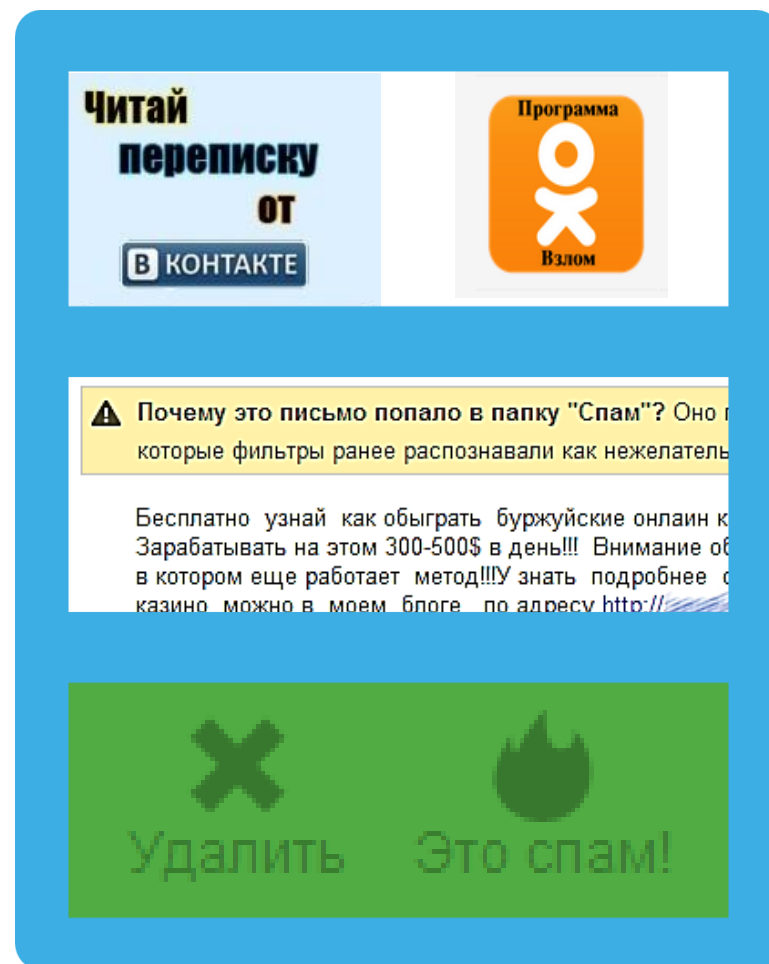 Читай
переписку
от
В КОНТАКТЕ
Программа
Взлом
Почему это письмо попало в папку "Спам"? Оно
которые фильтры ранее распознавали как
Бесплатно узнай как обыграть буржуйские онлаин
Зарабатывать на этом 300-500$ в день!!! Внимание
в котором еще работает метод!!!У знать подробнее
казино можно в моем блоге по адресу http://
Удалить
Это спам!